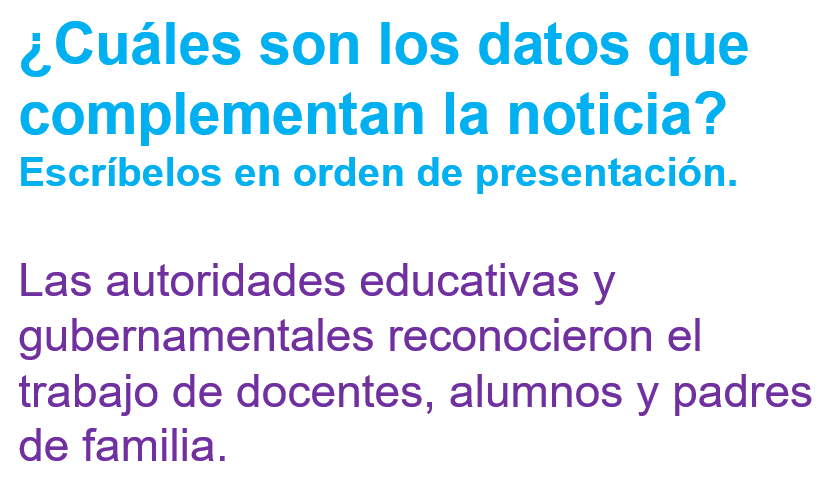 ¿Cuáles son los datos que
complementan la noticia?
Escríbelos en orden de presentación.
Las autoridades educativas y
gubernamentales reconocieron el
trabajo de docentes, alumnos y padres
de familia.